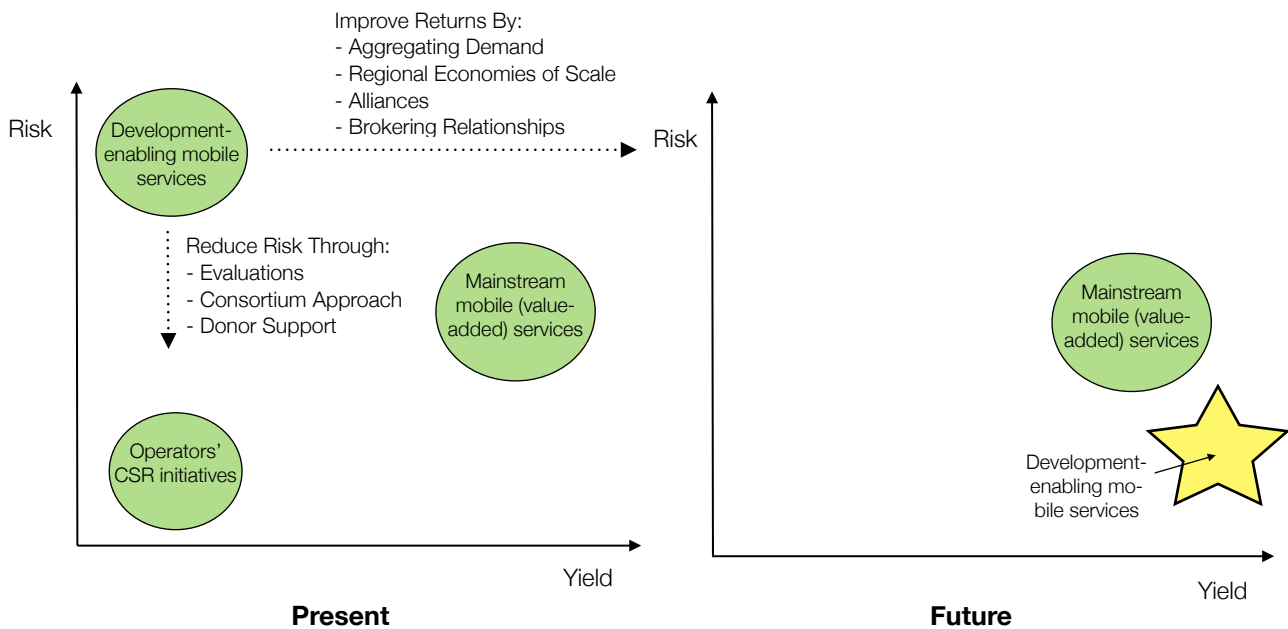 Improve Returns By:
- Aggregating Demand
- Regional Economies of Scale
- Alliances
- Brokering Relationships
Risk
Development-
enabling mobile
services
Reduce Risk Through:
- Evaluations
- Consortium Approach
- Donor Support
Mainstream
mobile (value-
added) services
Operators’
CSR initiatives
Yield
Present
Risk
Mainstream
mobile (value-
added) services
Development-
enabling mo-
bile services
Yield
Future